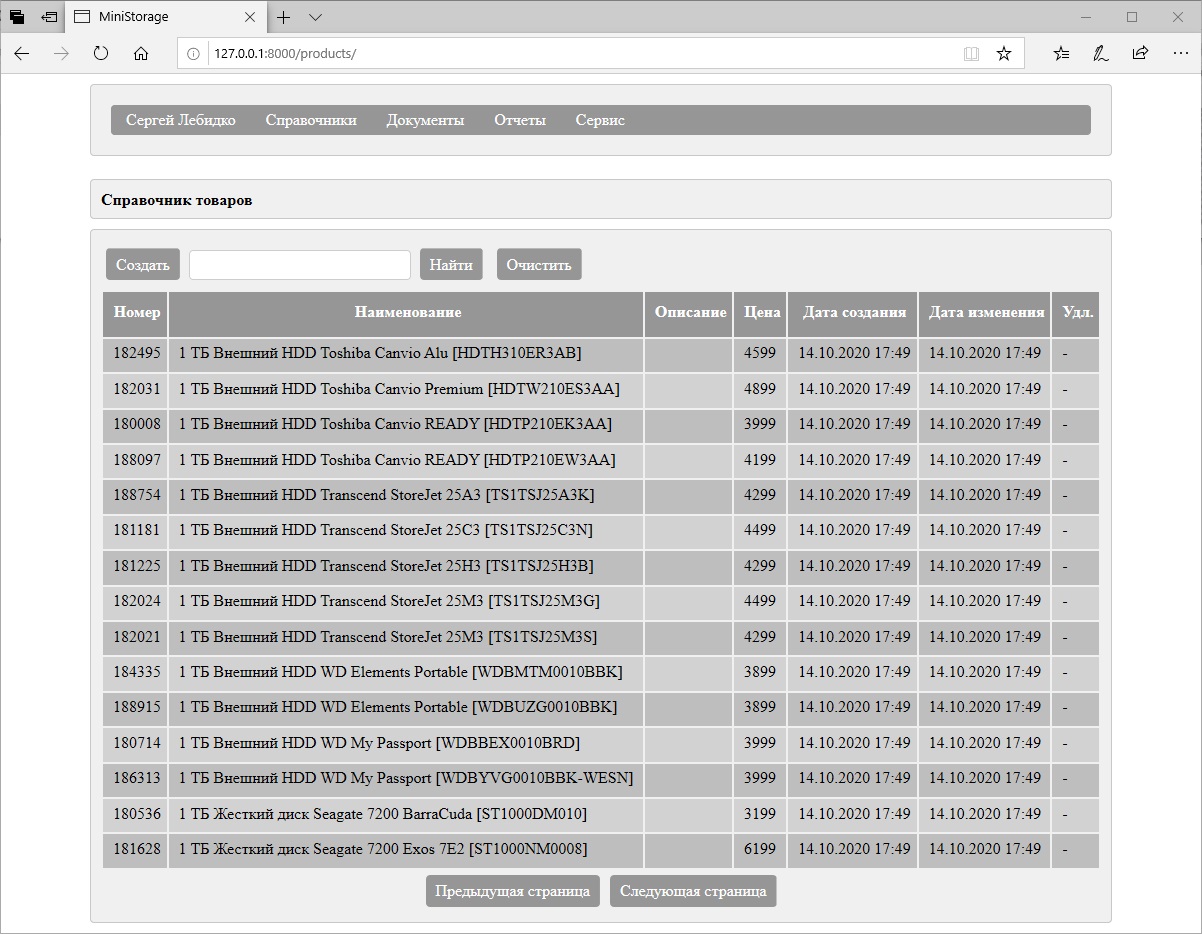 MiniStorage
127.0.0.1:8000/products/
Сергей Лебидко Справочники Документы Отчеты Сервис
Справочник товаров
Создать Найти Очистить
Номер Наименование Описание Цена Дата создания Дата изменения Удл.
182495 1 ТБ Внешний HDD Toshiba Canvio Alu [HDTH310ER3AB] 4599 14.10.2020 17:49 14.10.2020 17:49 -
182031 1 ТБ Внешний HDD Toshiba Canvio Premium [HDTW210ES3AA] 4899 14.10.2020 17:49 14.10.2020 17:49 -
180008 1 ТБ Внешний HDD Toshiba Canvio READY [HDTP210EK3AA] 3999 14.10.2020 17:49 14.10.2020 17:49 -
188097 1 ТБ Внешний HDD Toshiba Canvio READY [HDTP210EW3AA] 4199 14.10.2020 17:49 14.10.2020 17:49 -
188754 1 ТБ Внешний HDD Transcend StoreJet 25A3 [TS1TSJ25A3K] 4299 14.10.2020 17:49 14.10.2020 17:49 -
181181 1 ТБ Внешний HDD Transcend StoreJet 25C3 [TS1TSJ25C3N] 4499 14.10.2020 17:49 14.10.2020 17:49 -
181225 1 ТБ Внешний HDD Transcend StoreJet 25H3 [TS1TSJ25H3B] 4299 14.10.2020 17:49 14.10.2020 17:49 -
182024 1 ТБ Внешний HDD Transcend StoreJet 25M3 [TS1TSJ25M3G] 4499 14.10.2020 17:49 14.10.2020 17:49 -
182021 1 ТБ Внешний HDD Transcend StoreJet 25M3 [TS1TSJ25M3S] 4299 14.10.2020 17:49 14.10.2020 17:49 -
184335 1 ТБ Внешний HDD WD Elements Portable [WDBMTM0010BBK] 3899 14.10.2020 17:49 14.10.2020 17:49 -
188915 1 ТБ Внешний HDD WD Elements Portable [WDBUZG0010BBK] 3899 14.10.2020 17:49 14.10.2020 17:49 -
180714 1 ТБ Внешний HDD WD My Passport [WDBBEX0010BRD] 3999 14.10.2020 17:49 14.10.2020 17:49 -
186313 1 ТБ Внешний HDD WD My Passport [WDBYVG0010BBK-WESN] 3999 14.10.2020 17:49 14.10.2020 17:49 -
180536 1 ТБ Жесткий диск Seagate 7200 BarraCuda [ST1000DM010] 3199 14.10.2020 17:49 14.10.2020 17:49 -
181628 1 ТБ Жесткий диск Seagate 7200 Exos 7E2 [ST1000NM0008] 6199 14.10.2020 17:49 14.10.2020 17:49 -
Предыдущая страница Следующая страница